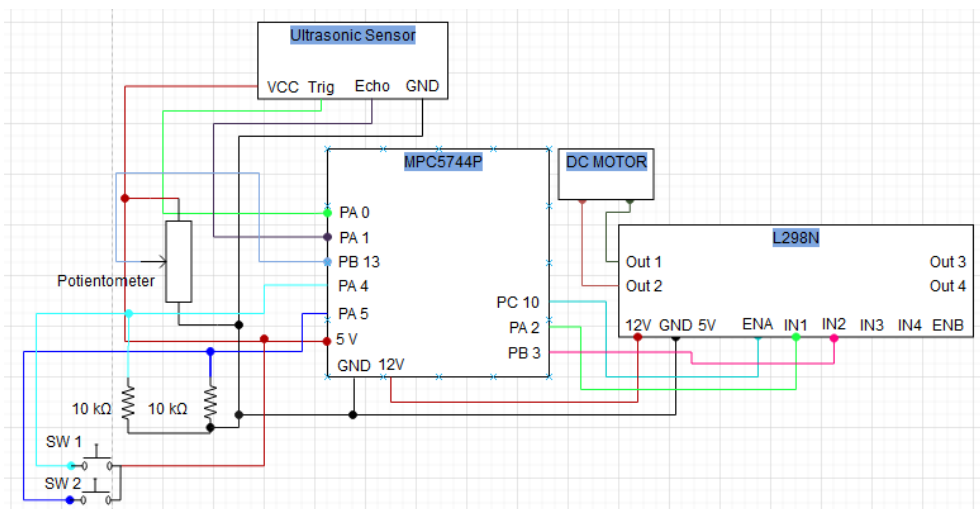 Ultrasonic Sensor
VCC Trig Echo GND
MPC5744P
DC MOTOR
PA 0
PA 1
PB 13
PA 4
PA 5
5 V
GND 12V
PC 10
PA 2
PB 3
L298N
Out 1
Out 2
Out 3
Out 4
12V GND 5V ENA IN1 IN2 IN3 IN4 ENB
Potientometer
10 kΩ 10 kΩ
SW 1
SW 2